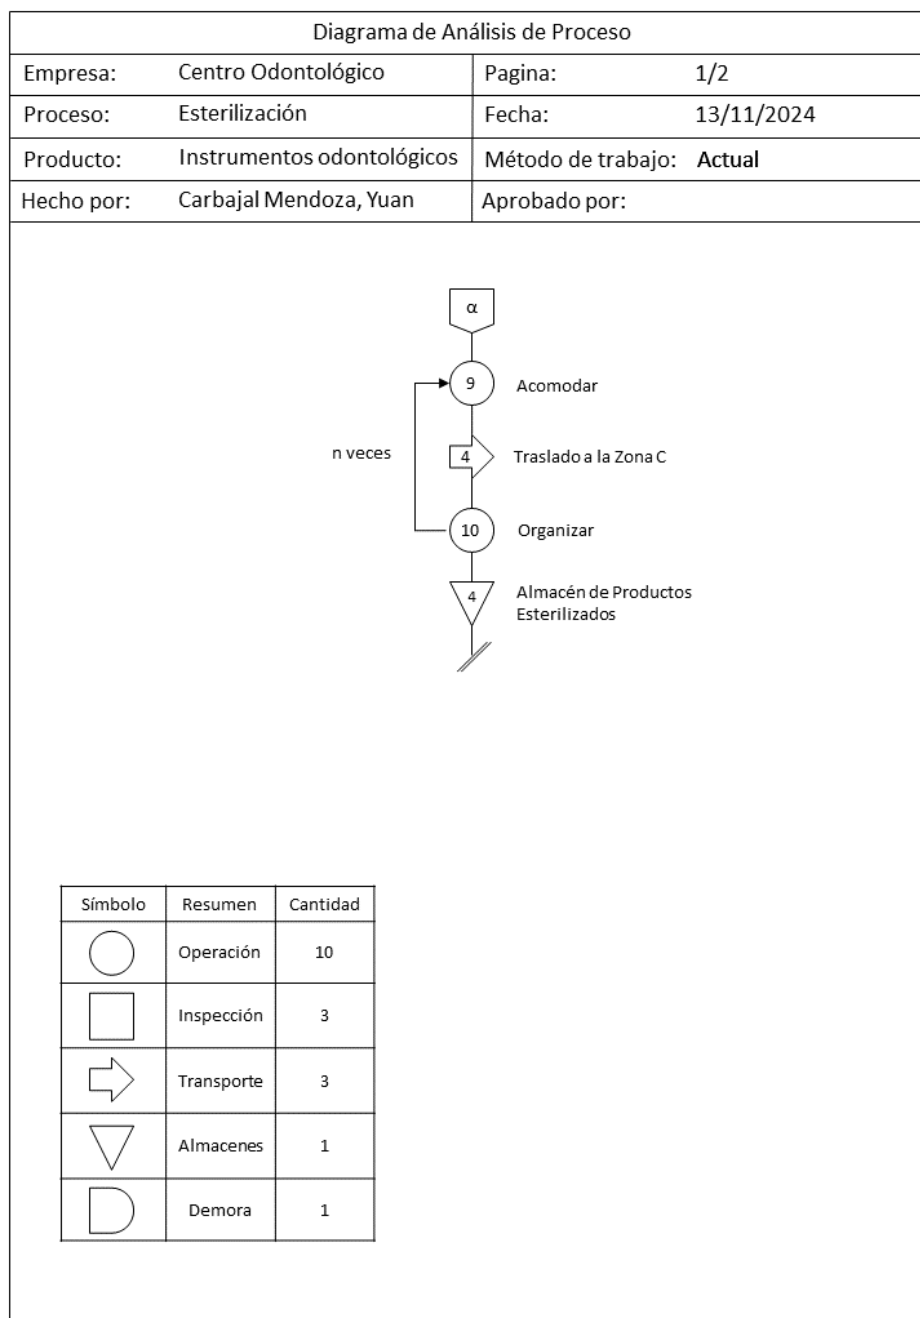 Diagrama de Análisis de Proceso
Empresa: Centro Odontológico Pagina: 1/2
Proceso: Esterilización Fecha: 13/11/2024
Producto: Instrumentos odontológicos Método de trabajo: Actual
Hecho por: Carbajal Mendoza, Yuan Aprobado por:
α
9 Acomodar
n veces 4 Traslado a la Zona C
10 Organizar
4 Almacén de Productos
Esterilizados
Símbolo Resumen Cantidad
Operación 10
Inspección 3
Transporte 3
Almacenes 1
Demora 1